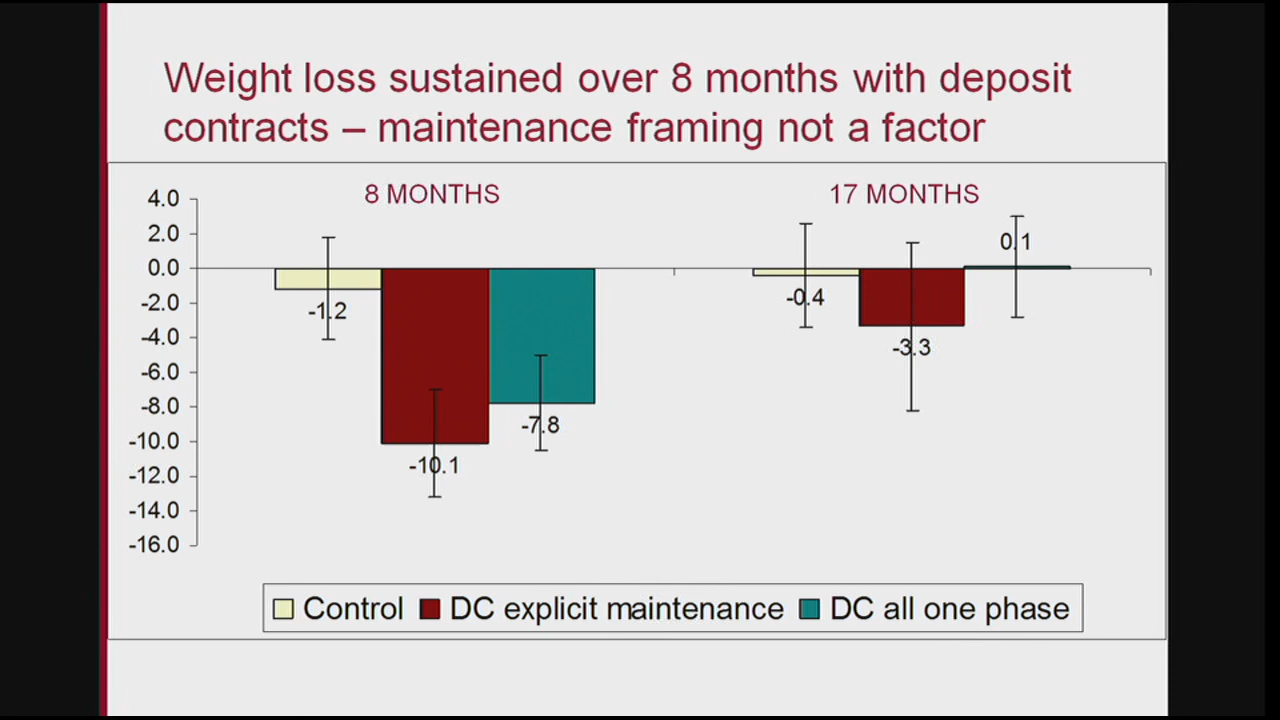 Weight loss sustained over 8 months with deposit
contracts – maintenance framing not a factor
8 MONTHS
17 MONTHS
4.0
2.0
0.0
-2.0
-4.0
-6.0
-8.0
-10.0
-12.0
-14.0
-16.0
-1.2
-10.1
-7.8
-0.4
-3.3
0.1
Control
DC explicit maintenance
DC all one phase